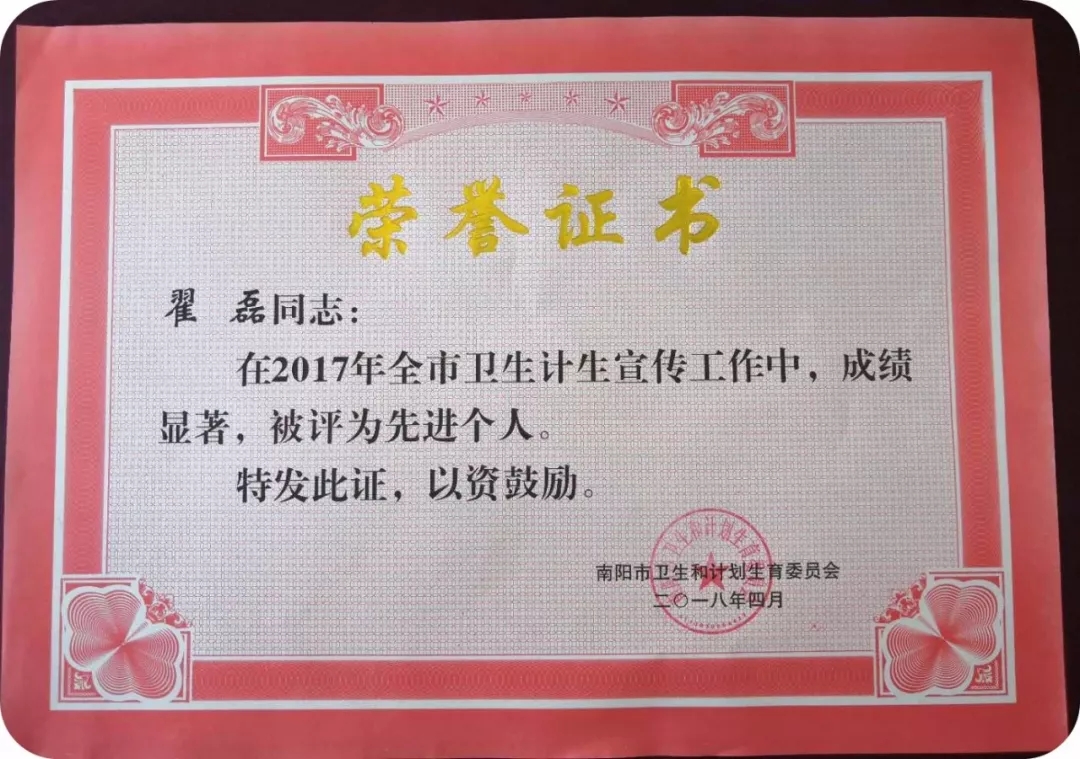 荣誉证书
翟 磊同志：
在2017年全市卫生计生宣传工作中，成绩
显著，被评为先进个人。
特发此证，以资鼓励。
南阳市卫生和计划生育委员会
二〇一八年四月